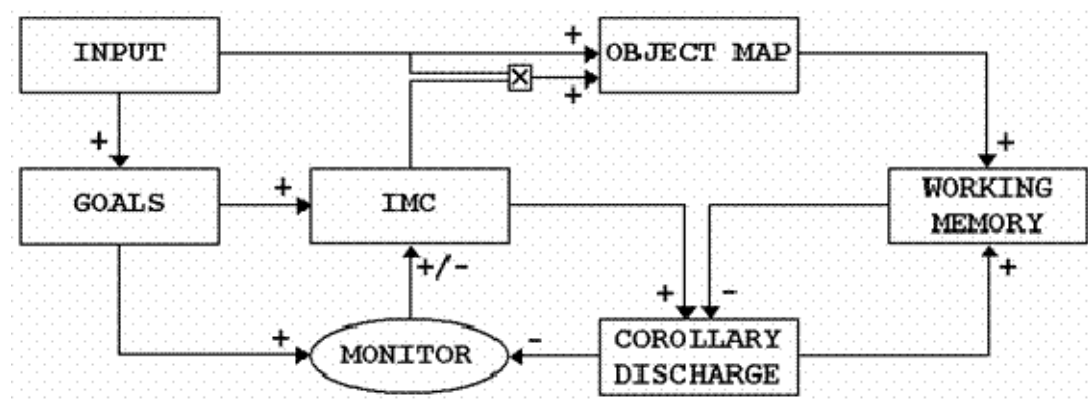 INPUT
+
OBJECT MAP
+
+
+
GOALS
+
IMC
WORKING
MEMORY
+/-
+
-
+
+
MONITOR
-
COROLLARY
DISCHARGE